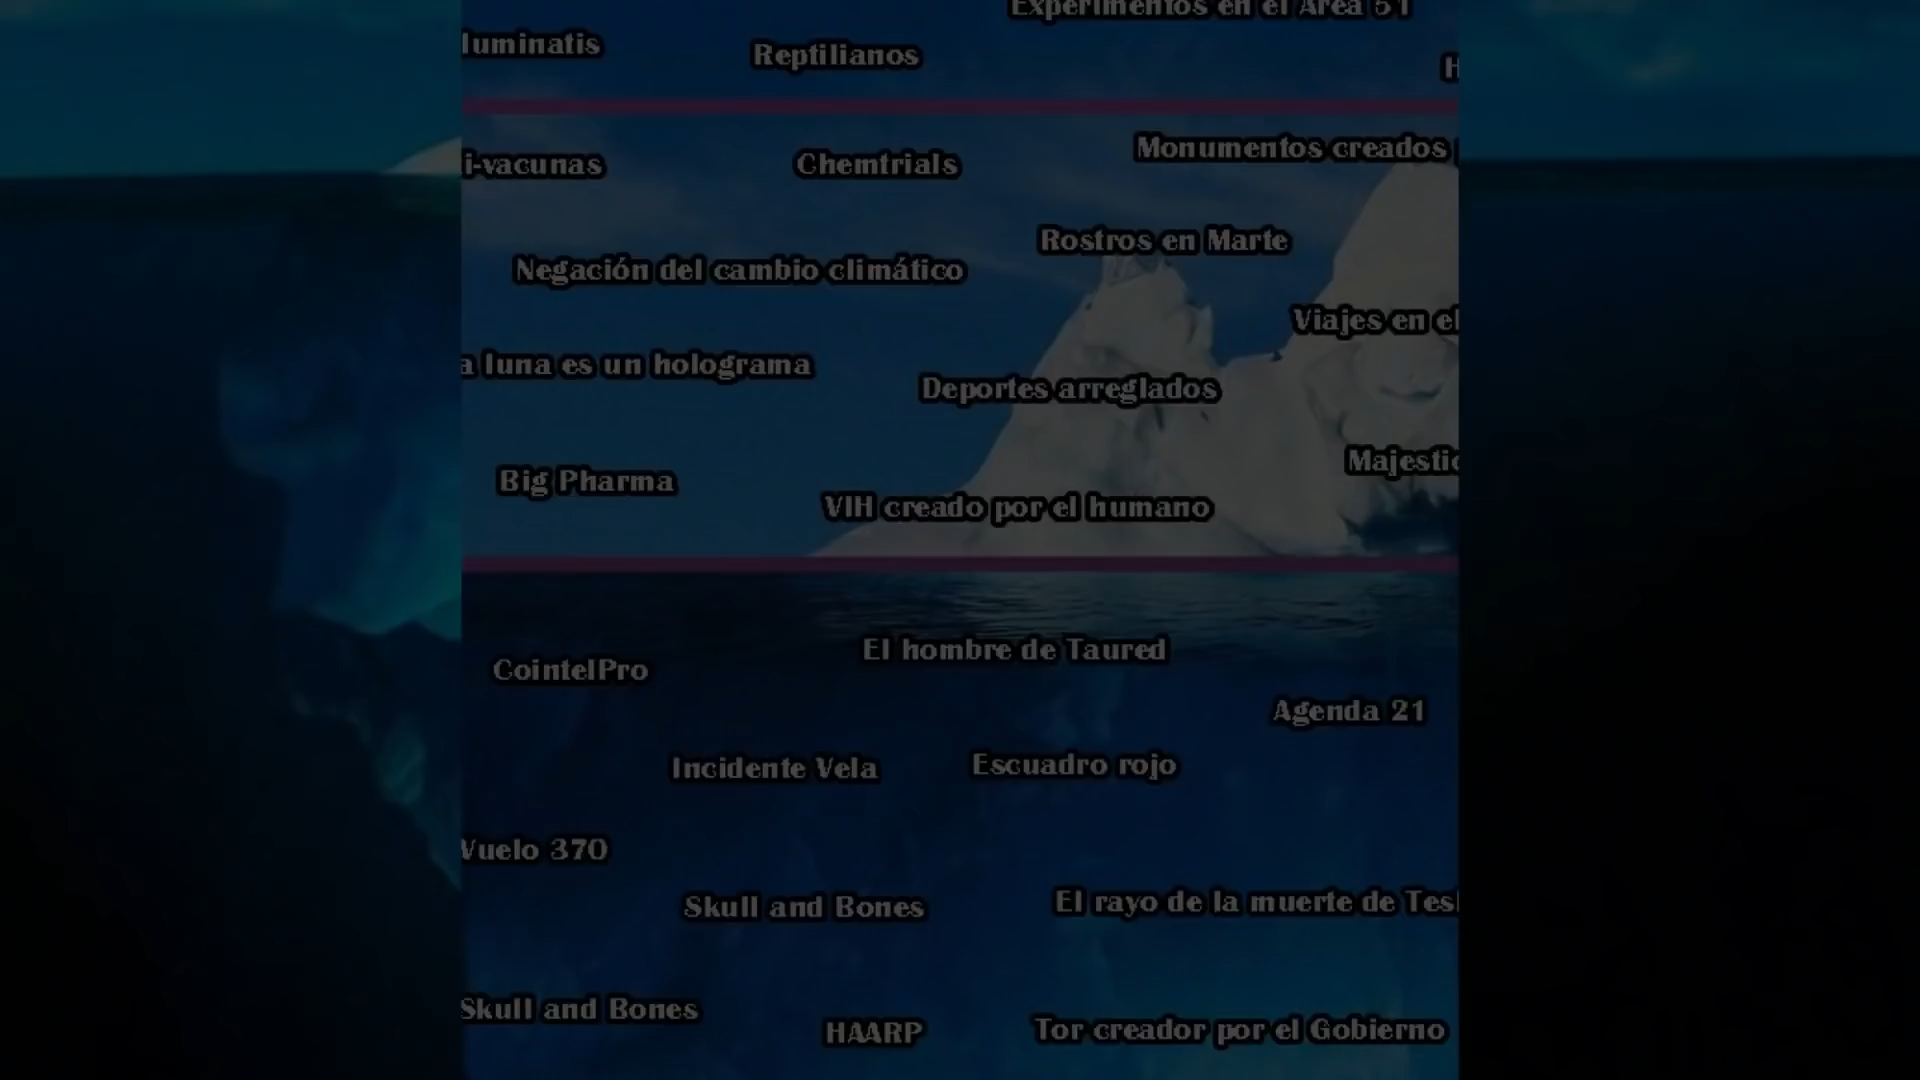 Experimentos en el Área 51
luminatis
Reptilianos
H
i-vacunas
Chemtrials
Monumentos creados
Rostros en Marte
Negación del cambio climático
Viajes en el
a luna es un holograma
Deportes arreglados
Majestic
Big Pharma
VIH creado por el humano
El hombre de Taured
CointelPro
Agenda 21
Incidente Vela
Escuadro rojo
Vuelo 370
Skull and Bones
El rayo de la muerte de Tesl
Skull and Bones
HAARP
Tor creador por el Gobierno